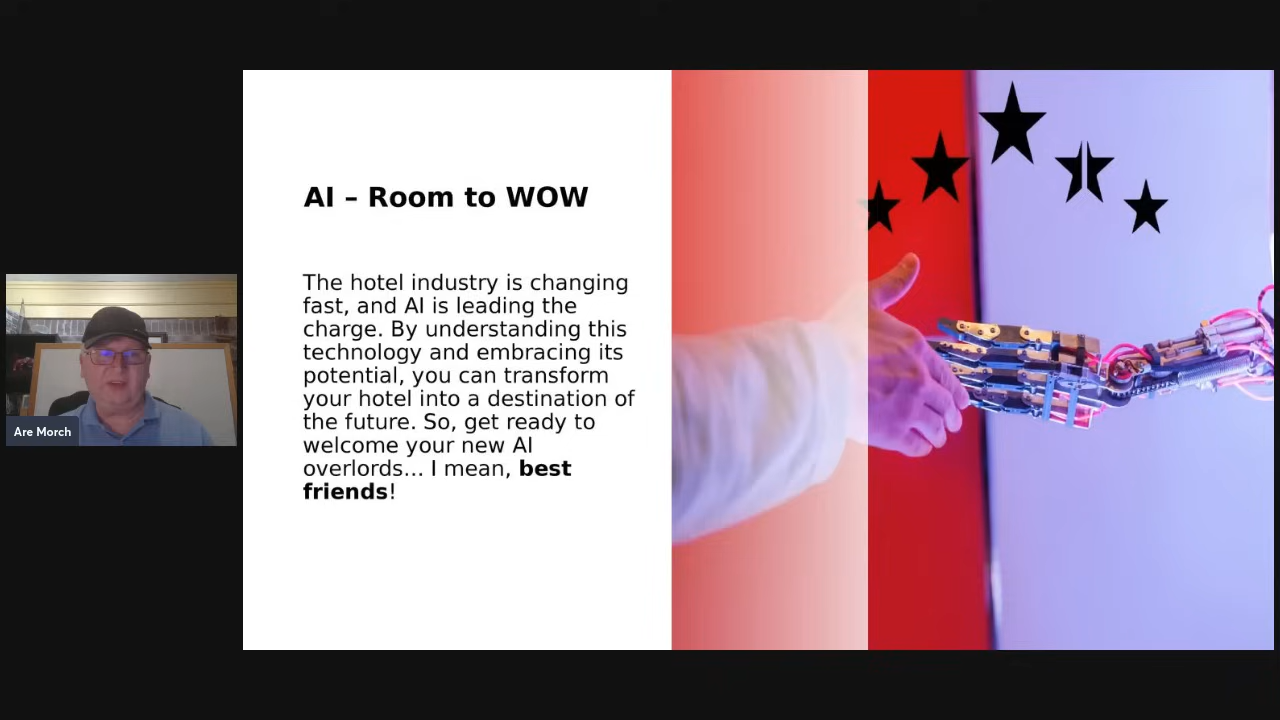 AI – Room to WOW
The hotel industry is changing
fast, and AI is leading the
charge. By understanding this
technology and embracing its
potential, you can transform
your hotel into a destination of
the future. So, get ready to
welcome your new AI
overlords… I mean, best
friends!
Are Morch